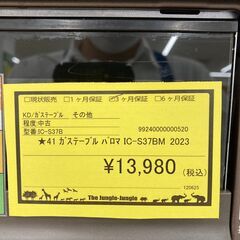 □現状販売 □1ヶ月保証 ☑3ヶ月保証 □6ヶ月保証
KD/ガステーブル その他
程度:中古
型番:IC-S37B 99240000000520
★41 ガステーブル パロマ IC-S37BM 2023
¥13,980 (税込)
The Jungle-Jungle
120625